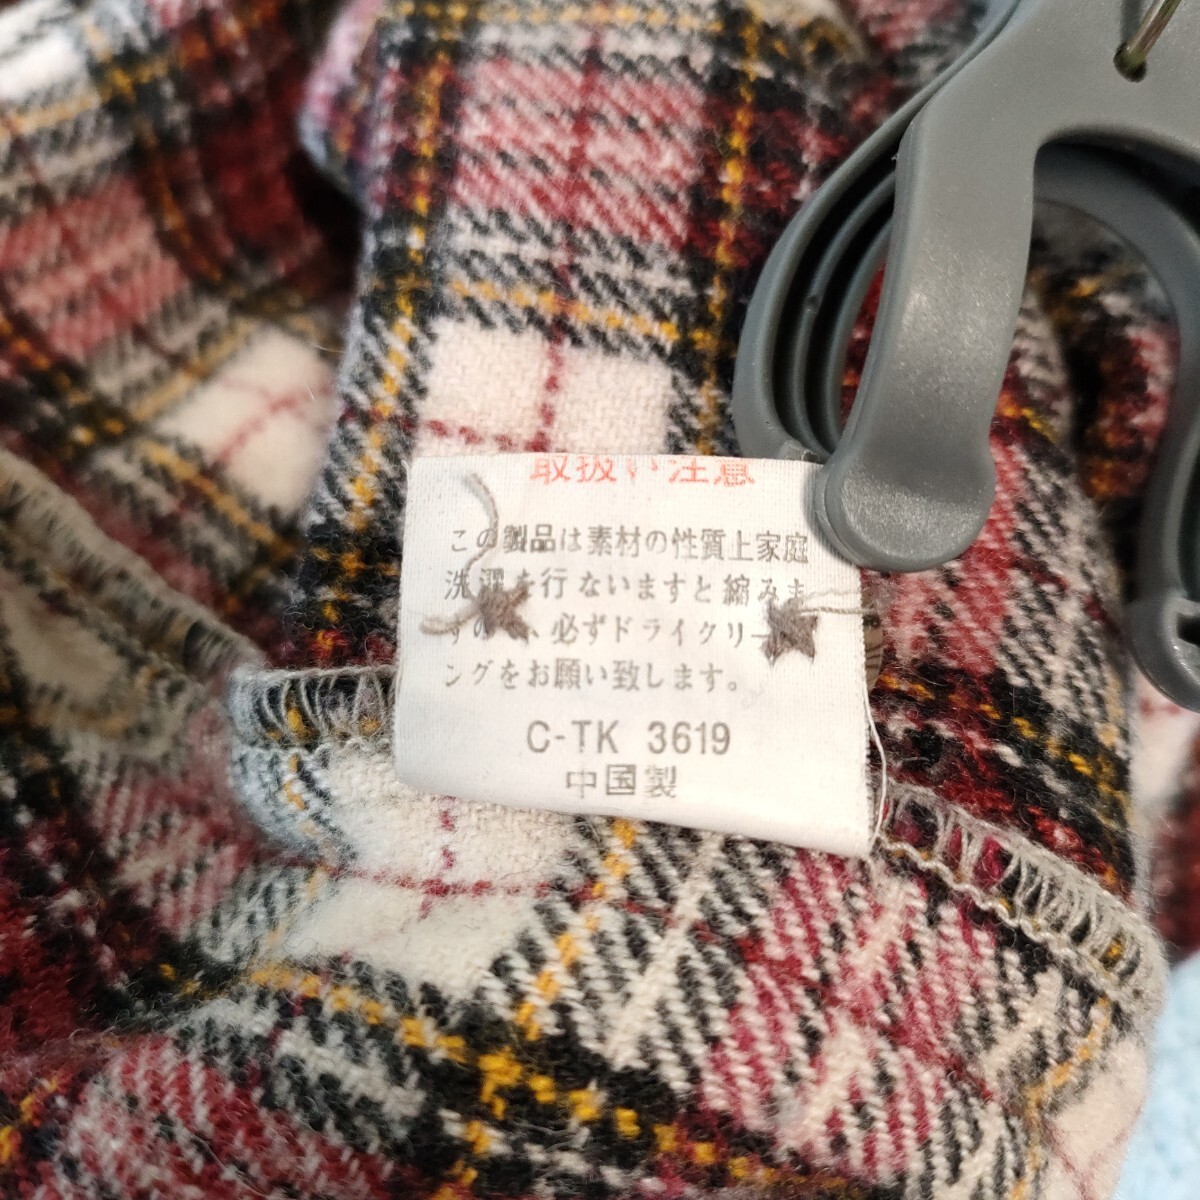 取扱い注意
この製品は素材の性質上家庭
洗濯を行ないますと縮みま
すので、必ずドライクリーニ
ングをお願い致します。
C-TK 3619
中国製